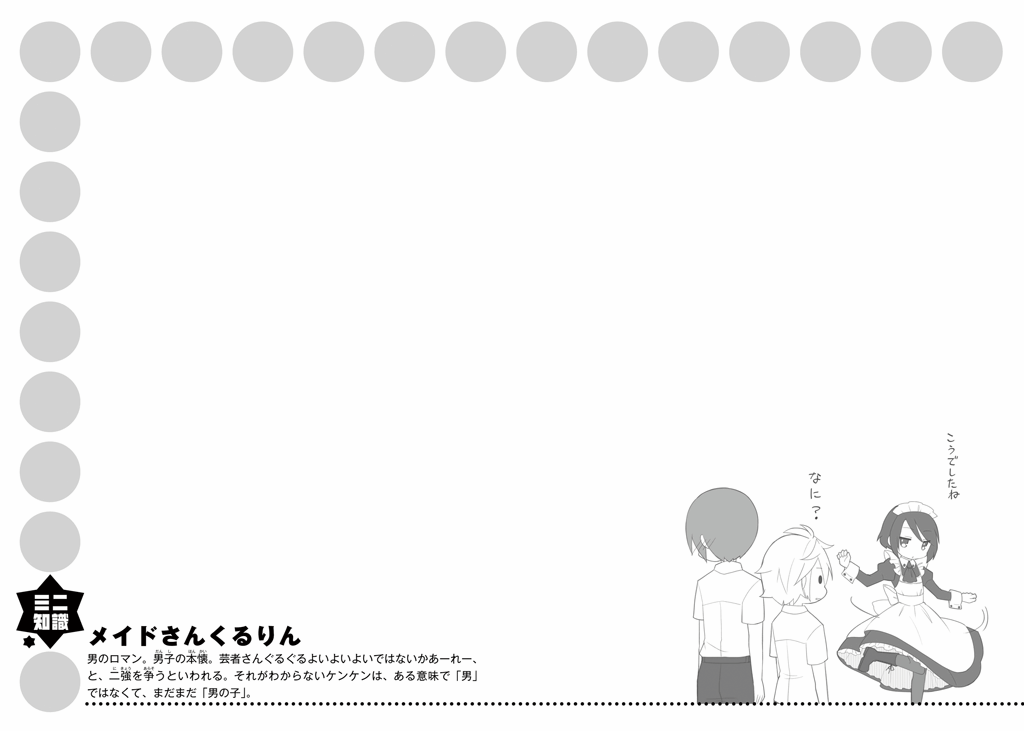 こうでしたね
なに？
ミニ
知識
メイドさんくるりん
男のロマン。男子の本懐。芸者さんぐるぐるよいよいよいではないかあーれー、
と、二強を争うといわれる。それがわからないケンケンは、ある意味で「男」
ではなくて、まだまだ「男の子」。